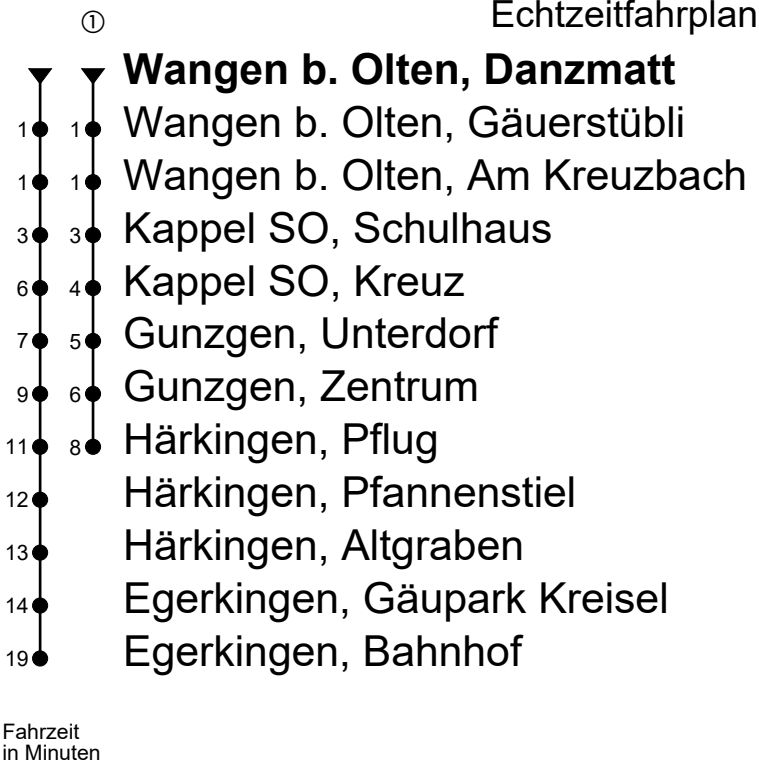 Echtzeitfahrplan
①
Wangen b. Olten, Danzmatt
1 1 Wangen b. Olten, Gäuerstübli
1 1 Wangen b. Olten, Am Kreuzbach
3 3 Kappel SO, Schulhaus
6 4 Kappel SO, Kreuz
7 5 Gunzgen, Unterdorf
9 6 Gunzgen, Zentrum
11 8 Härkingen, Pflug
12 Härkingen, Pfannenstiel
13 Härkingen, Altgraben
14 Egerkingen, Gäupark Kreisel
19 Egerkingen, Bahnhof
Fahrzeit
in Minuten